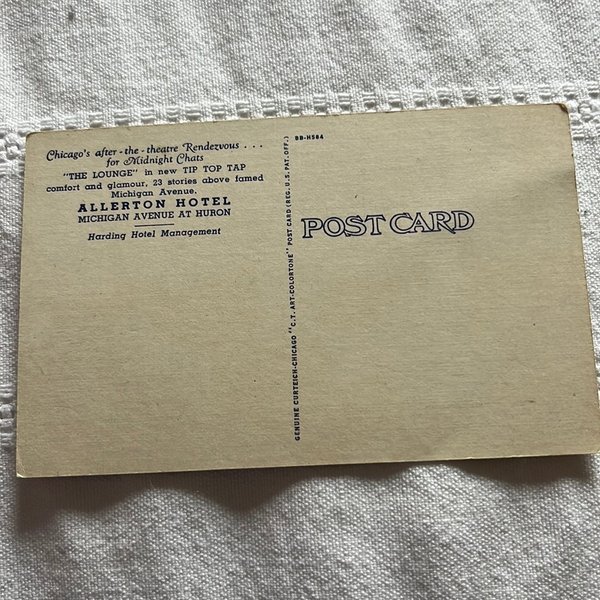 Chicago's after-the-theatre Rendezvous . . .
for Midnight Chats
"THE LOUNGE" in new TIP TOP TAP
comfort and glamour, 23 stories above famed
Michigan Avenue.
ALLERTON HOTEL
MICHIGAN AVENUE AT HURON
Harding Hotel Management
GENUINE CURTEICH-CHICAGO "C.T. ART-COLORTONE" POST CARD (REG. U.S. PAT. OFF.)
8B-H584
POST CARD